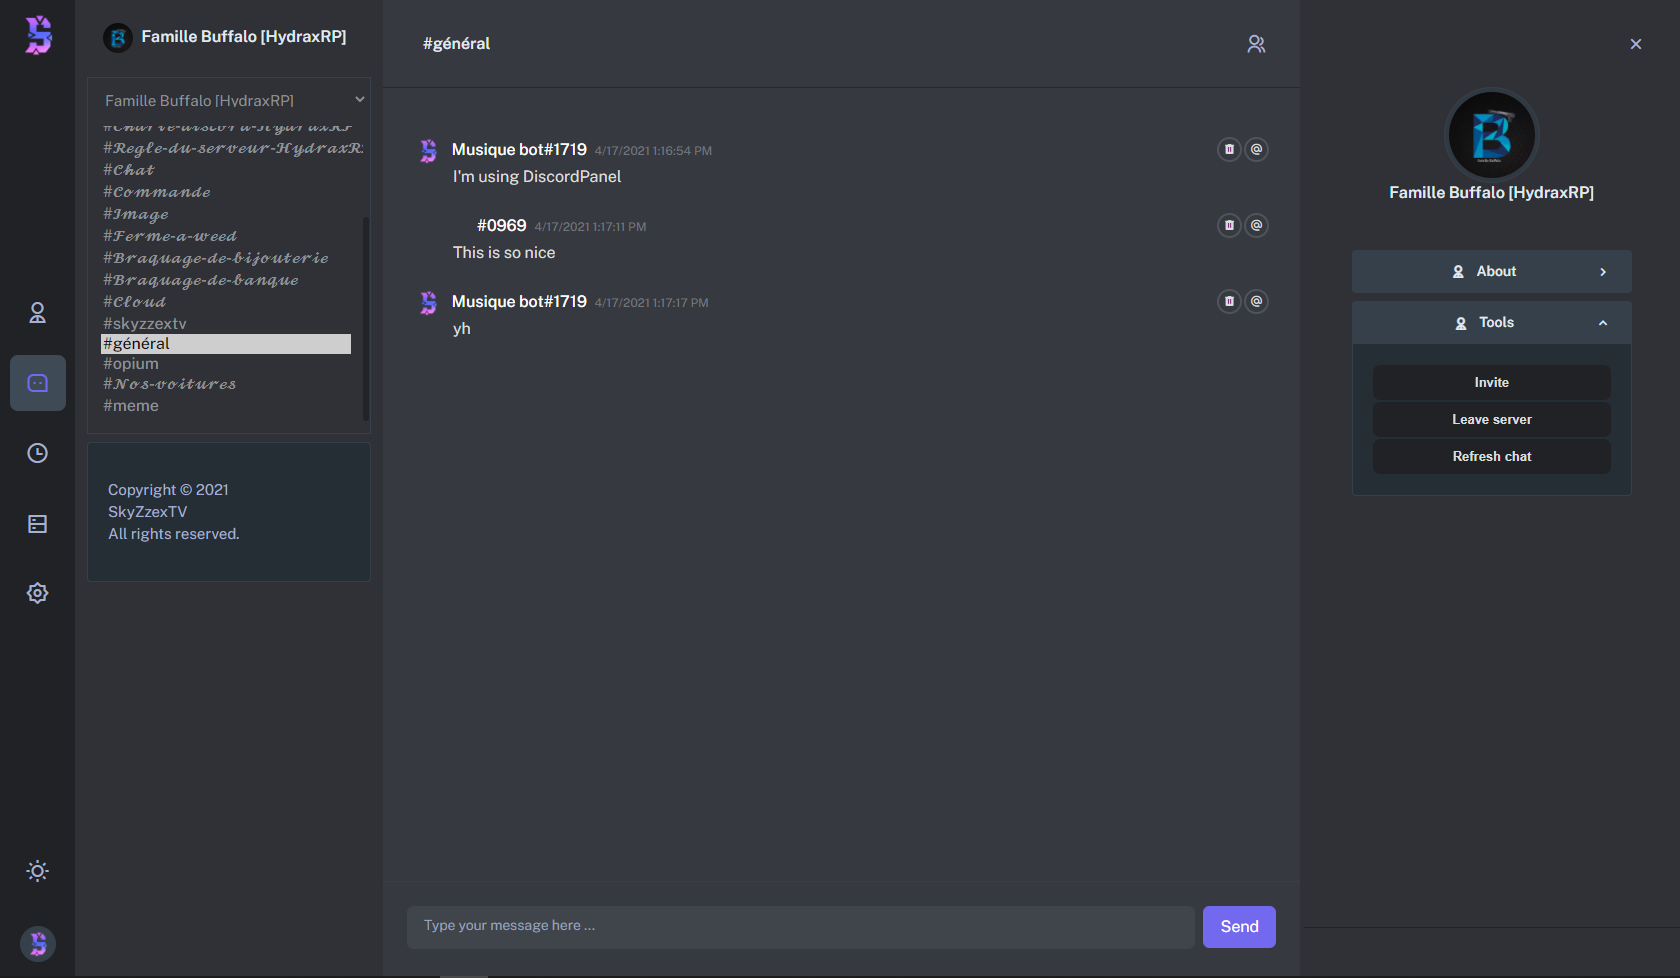 Famille Buffalo [HydraxRP]
Famille Buffalo [HydraxRP]
#𝓒𝓱𝓪𝓻𝓽𝓮-𝓭𝓲𝓼𝓬𝓸𝓻𝓭-𝓗𝔂𝓭𝓻𝓪𝔁𝓡𝓟
#𝓡𝓮𝓰𝓵𝓮-𝓭𝓾-𝓼𝓮𝓻𝓿𝓮𝓾𝓻-𝓗𝔂𝓭𝓻𝓪𝔁𝓡
#𝓒𝓱𝓪𝓽
#𝓒𝓸𝓶𝓶𝓪𝓷𝓭𝓮
#𝓘𝓶𝓪𝓰𝓮
#𝓕𝓮𝓻𝓶𝓮-𝓪-𝔀𝓮𝓮𝓭
#𝓑𝓻𝓪𝓺𝓾𝓪𝓰𝓮-𝓭𝓮-𝓫𝓲𝓳𝓸𝓾𝓽𝓮𝓻𝓲𝓮
#𝓑𝓻𝓪𝓺𝓾𝓪𝓰𝓮-𝓭𝓮-𝓫𝓪𝓷𝓺𝓾𝓮
#𝓒𝓵𝓸𝓾𝓭
#skyzzextv
#général
#opium
#𝓝𝓸𝓼-𝓿𝓸𝓲𝓽𝓾𝓻𝓮𝓼
#meme
Copyright © 2021
SkyZzexTV
All rights reserved.
#général
Musique bot#1719 4/17/2021 1:16:54 PM
I'm using DiscordPanel
#0969 4/17/2021 1:17:11 PM
This is so nice
Musique bot#1719 4/17/2021 1:17:17 PM
yh
Type your message here ...
Send
Famille Buffalo [HydraxRP]
About
Tools
Invite
Leave server
Refresh chat